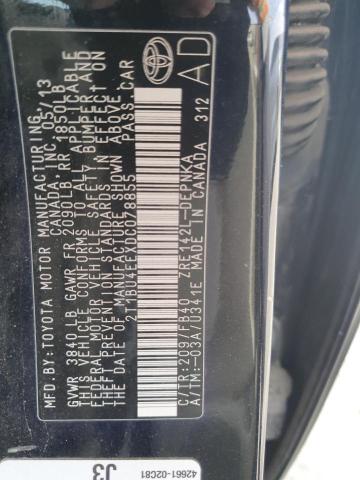 MFD. BY: TOYOTA MOTOR MANUFACTURING,
CANADA, INC. 05/13
GVWR 3840 LB GAWR FR 2090LB RR 1850LB
THIS VEHICLE CONFORMS TO ALL APPLICABLE
FEDERAL MOTOR VEHICLE SAFETY, BUMPER AND
THEFT PREVENTION STANDARDS IN EFFECT ON
THE DATE OF MANUFACTURE SHOWN ABOVE.
2T1BU4EEXDC078855 PASS. CAR
TOYOTA
AD
C/TR: 209A/FB40 ZRE142L-DEPNKA
A/TM: -03A/U341E MADE IN CANADA 312
42661-02C81
J3